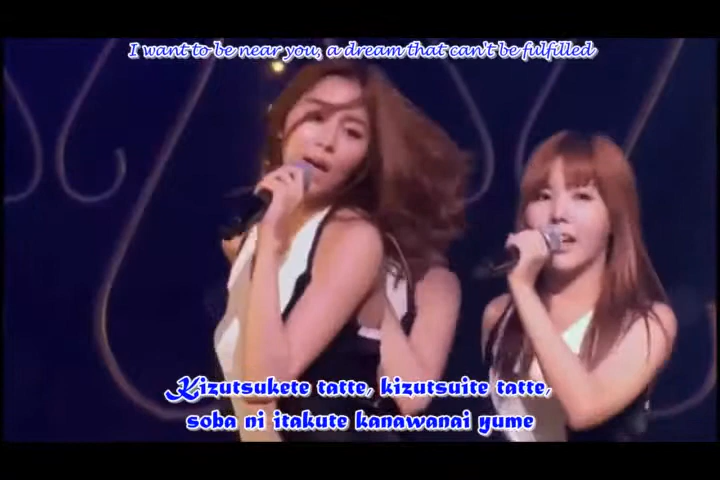 I want to be near you, a dream that can't be fulfilled
Kizutsukete tatte, kizutsuite tatte,
soba ni itakute kanawanai yume